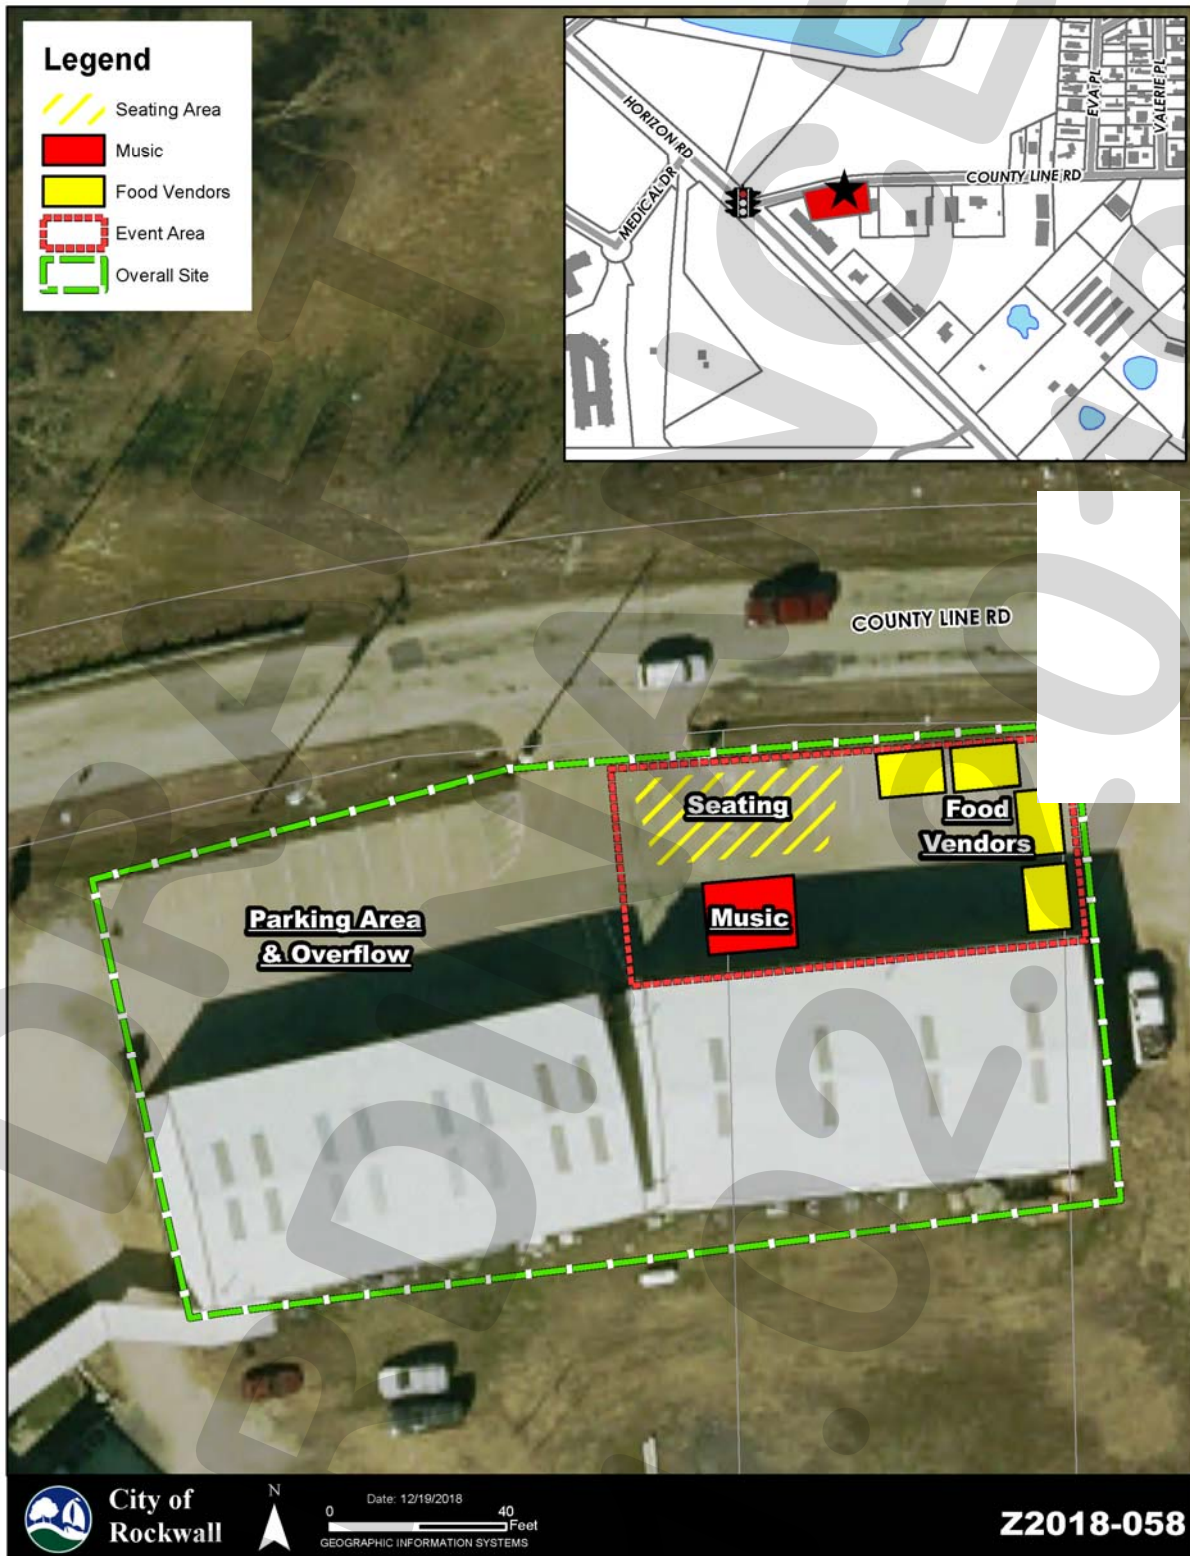 Legend
Seating Area
Music
Food Vendors
Event Area
Overall Site
HORIZON RD
MEDICAL DR
COUNTY LINE RD
EVA PL
VALERIE PL
COUNTY LINE RD
Seating
Food
Vendors
Music
Parking Area
& Overflow
City of
Rockwall
N
Date: 12/19/2018
0 40
Feet
GEOGRAPHIC INFORMATION SYSTEMS
Z2018-058
DRAFT